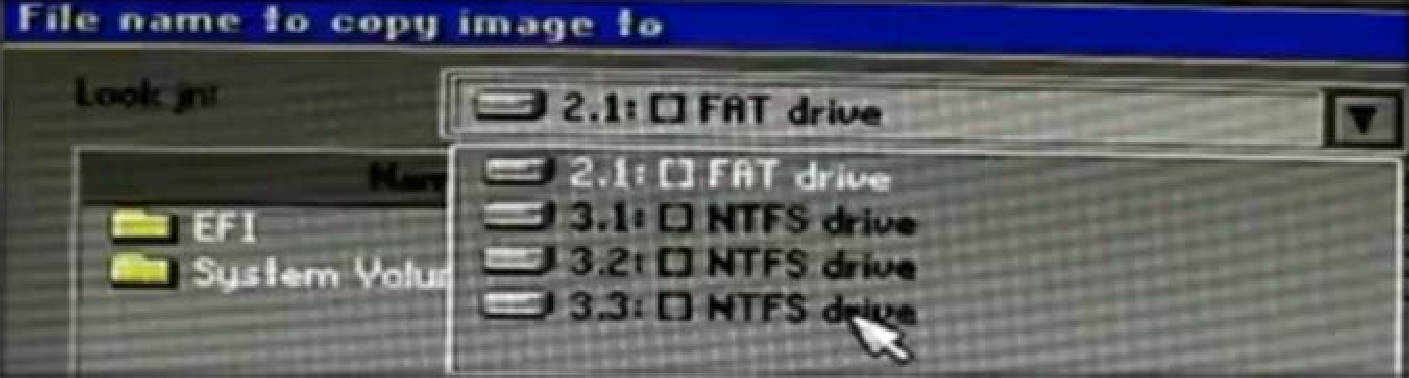 File name to copy image to
Look in:
2.1: [] FAT drive
Nam
2.1: [] FAT drive
EFI
3.1: [] NTFS drive
System Volu
3.2: [] NTFS drive
3.3: [] NTFS drive